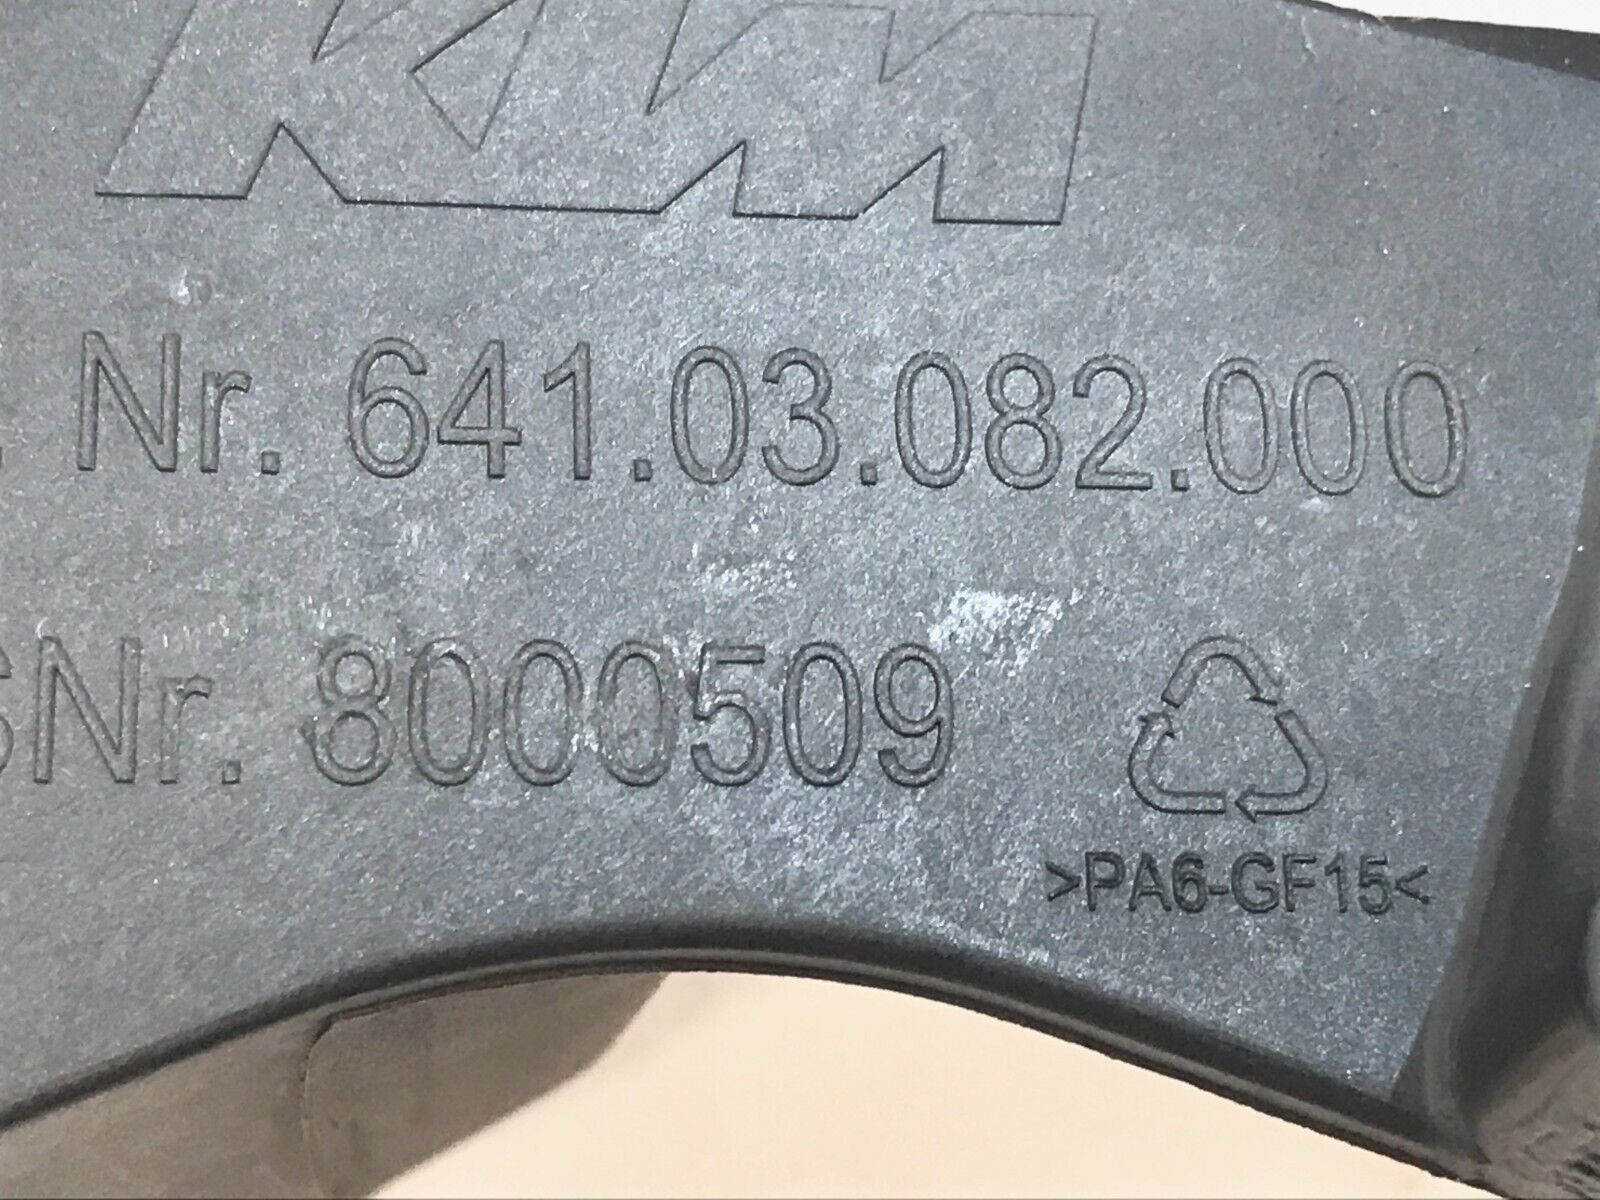 KTM
Nr. 641.03.082.000
SNr. 8000509
>PA6-GF15<